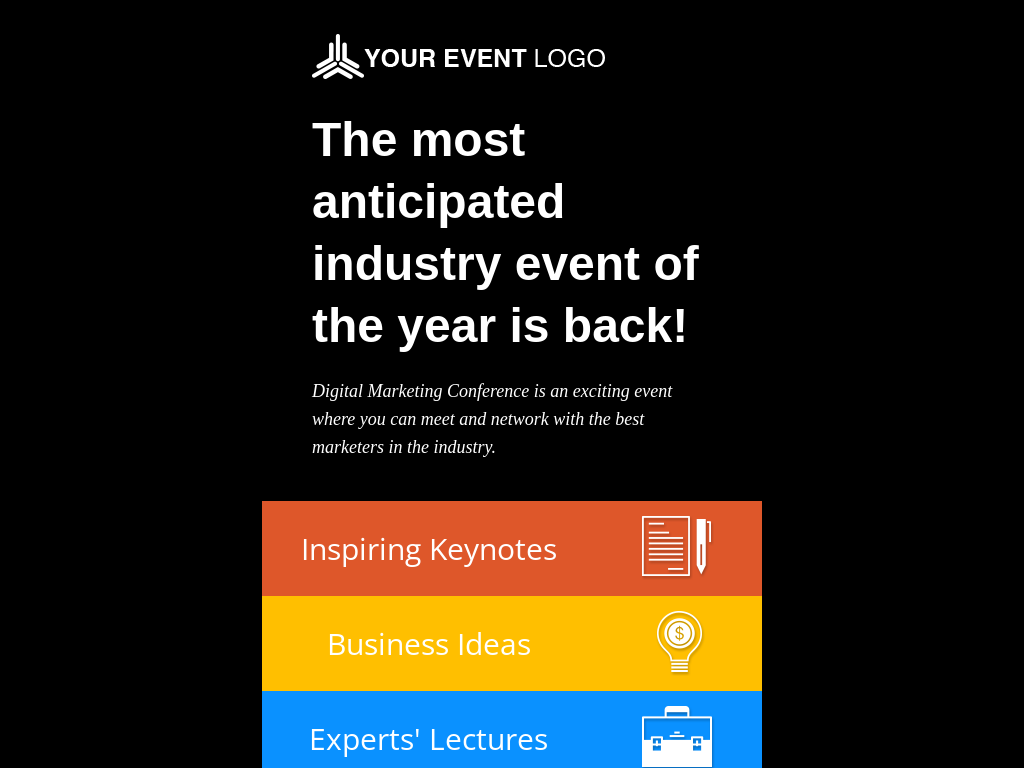 YOUR EVENT LOGO
The most
anticipated
industry event of
the year is back!
Digital Marketing Conference is an exciting event
where you can meet and network with the best
marketers in the industry.
Inspiring Keynotes
Business Ideas
$
Experts' Lectures